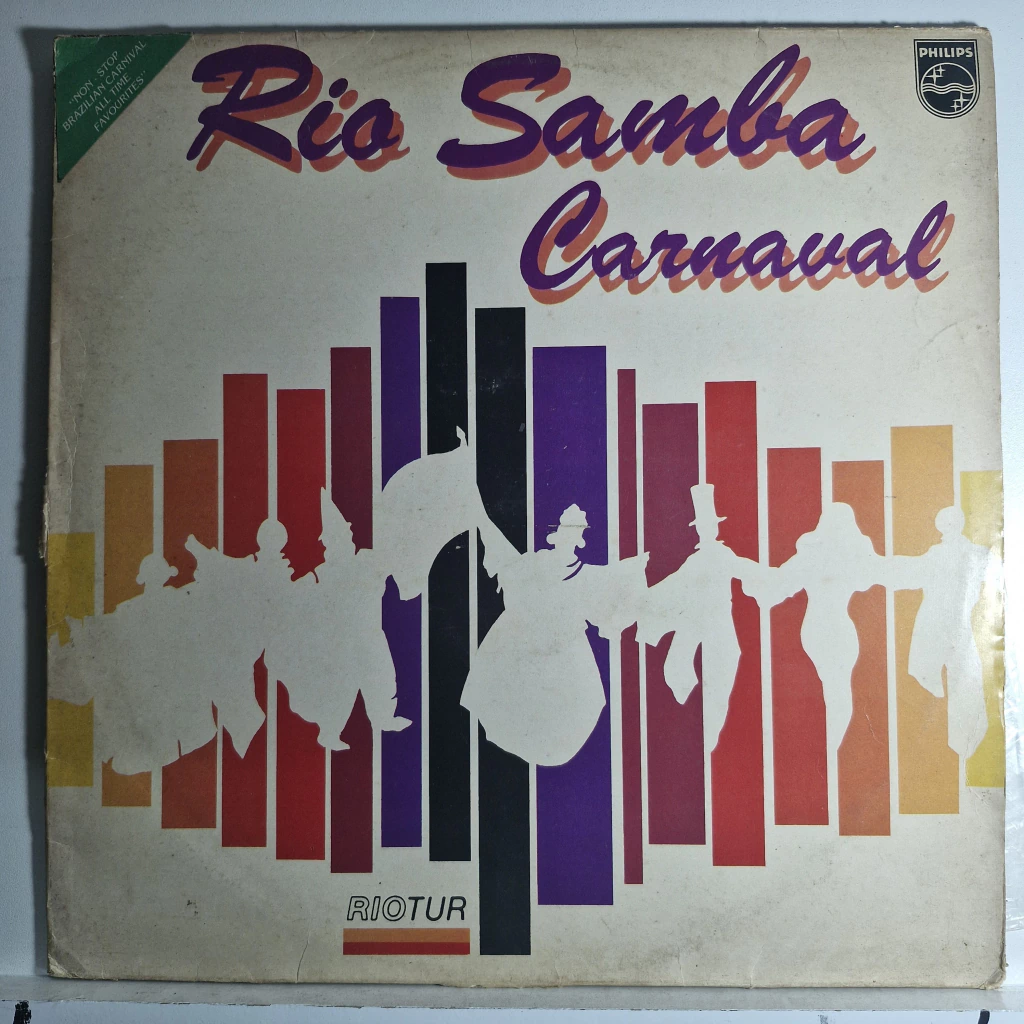 "NON - STOP
BRAZILIAN CARNIVAL
ALL TIME
FAVOURITES"
Rio Samba
Carnaval
PHILIPS
RIOTUR